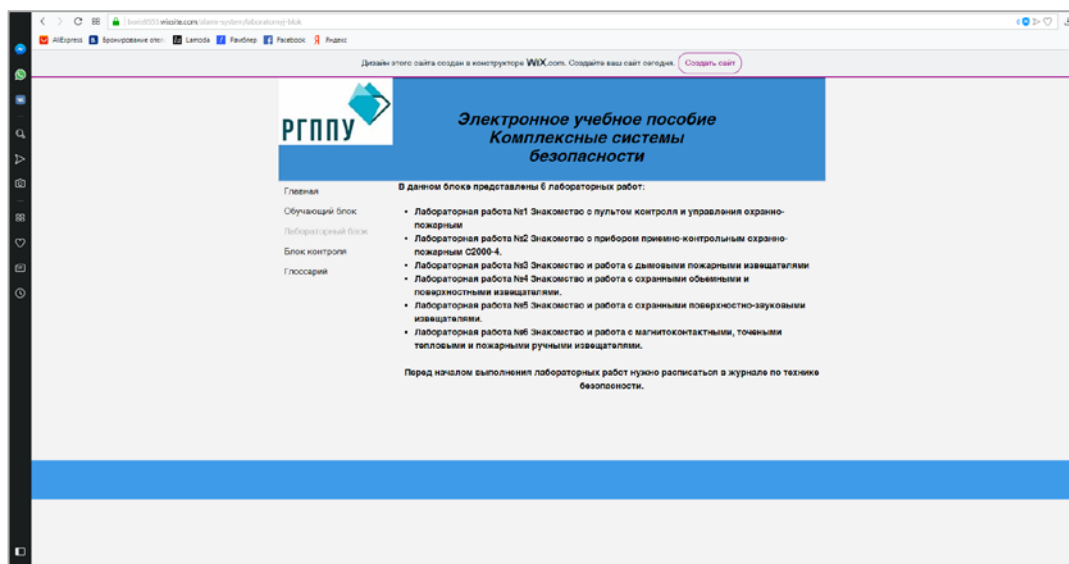 Дизайн этого сайта создан в конструкторе WiX.com. Создайте ваш сайт сегодня. Создать сайт
AliExpress Lamoda Рамблер Facebook Яндекс
РГППУ
Электронное учебное пособие
Комплексные системы
безопасности
Главная
Обучающий блок
Лабораторный блок
Блок контроля
Глоссарий
В данном блоке представлены 6 лабораторных работ:
• Лабораторная работа №1 Знакомство с пультом контроля и управления охранно-
пожарным
• Лабораторная работа №2 Знакомство с прибором приемно-контрольным охранно-
пожарным С2000-4.
• Лабораторная работа №3 Знакомство и работа с дымовыми пожарными извещателями
• Лабораторная работа №4 Знакомство и работа с охранными объемными и
поверхностными извещателями.
• Лабораторная работа №5 Знакомство и работа с охранными поверхностно-звуковыми
извещателями.
• Лабораторная работа №6 Знакомство и работа с магнитоконтактными, точеными
тепловыми и пожарными ручными извещателями.
Перед началом выполнения лабораторных работ нужно расписаться в журнале по технике
безопасности.